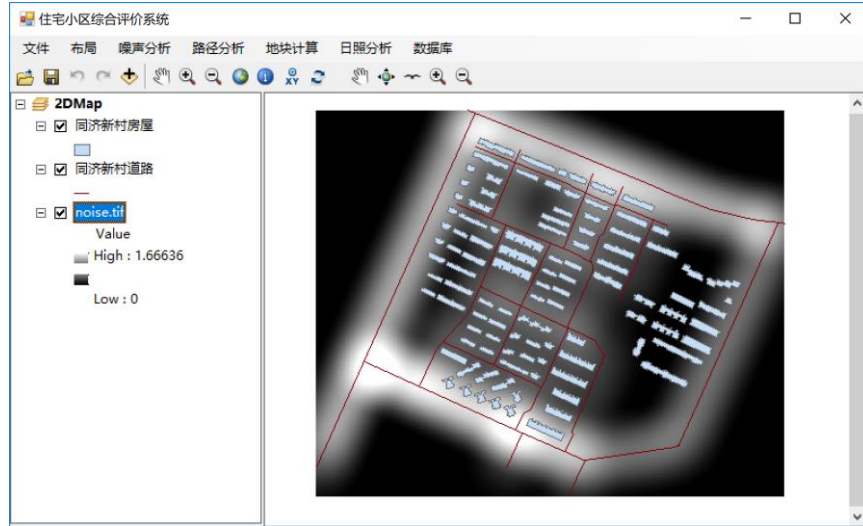 住宅小区综合评价系统
文件 布局 噪声分析 路径分析 地块计算 日照分析 数据库
XY
2DMap
同济新村房屋
同济新村道路
noise.tif
Value
High : 1.66636
Low : 0